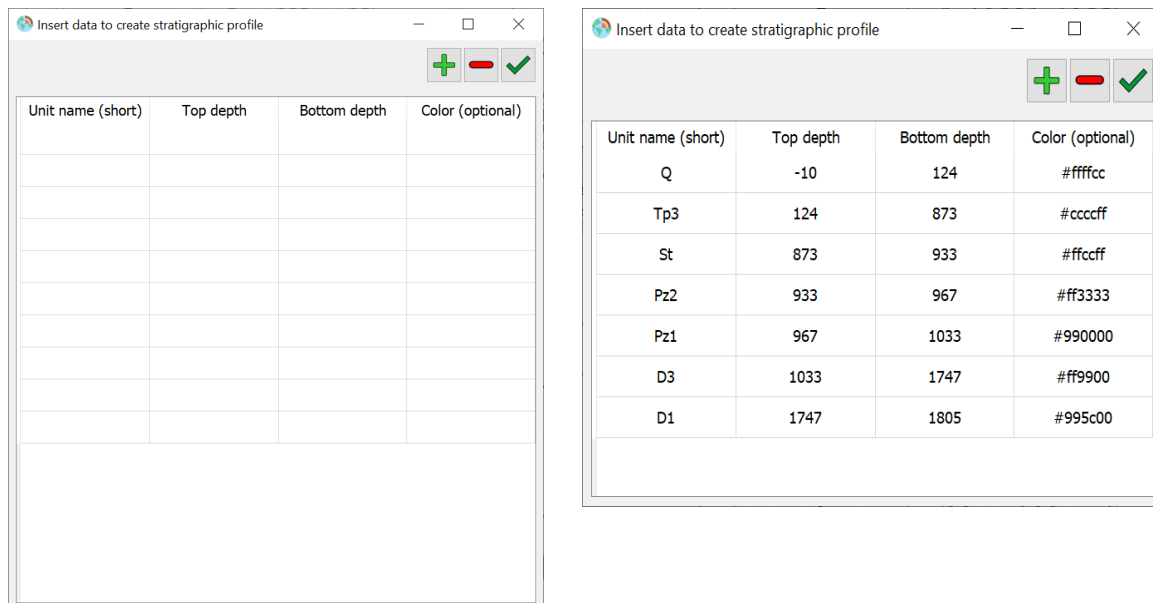 Insert data to create stratigraphic profile
Unit name (short) Top depth Bottom depth Color (optional)
Insert data to create stratigraphic profile
Unit name (short) Top depth Bottom depth Color (optional)
Q -10 124 #ffffcc
Tp3 124 873 #ccccff
St 873 933 #ffccff
Pz2 933 967 #ff3333
Pz1 967 1033 #990000
D3 1033 1747 #ff9900
D1 1747 1805 #995c00